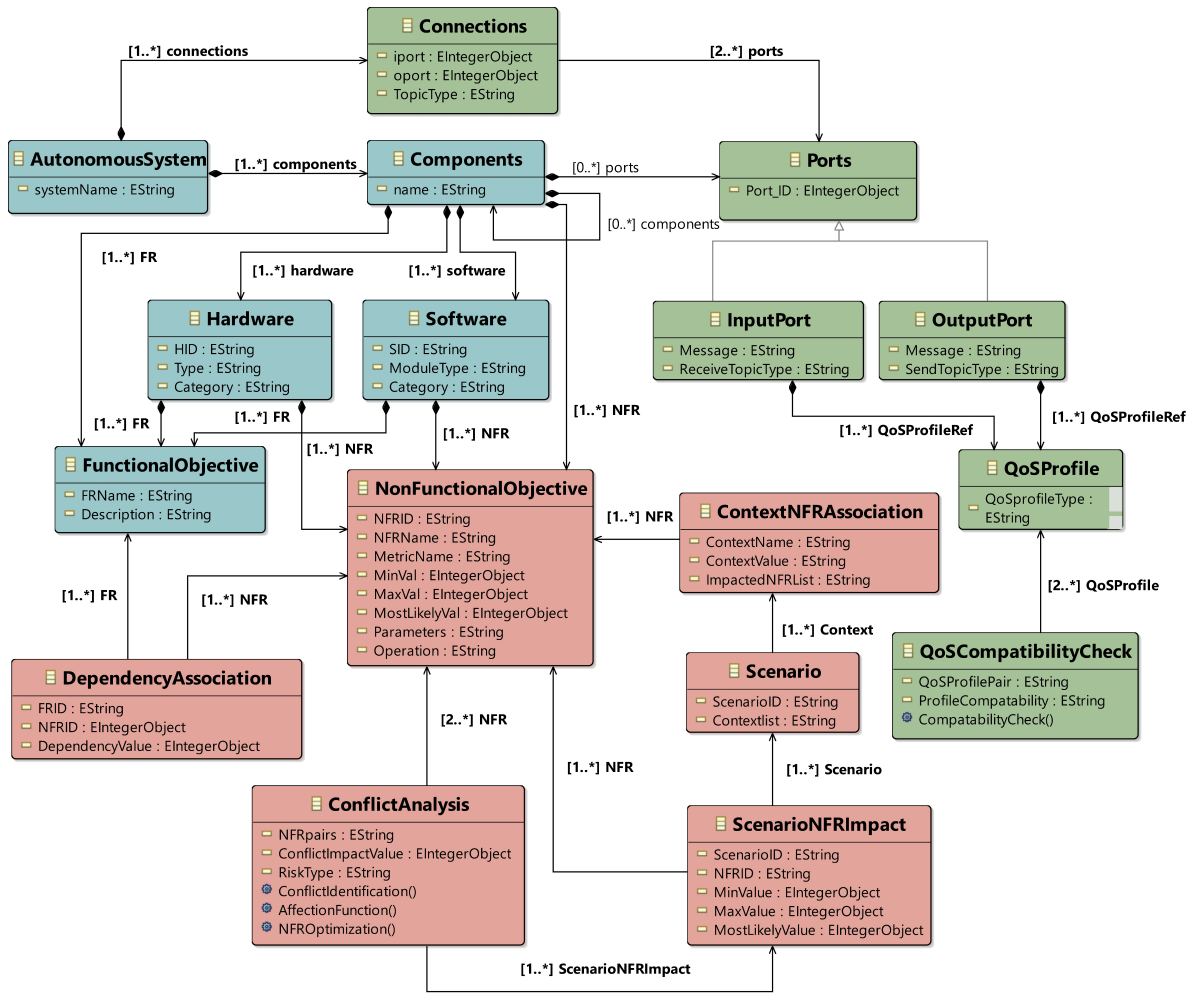 Connections
iport : EIntegerObject
oport : EIntegerObject
TopicType : EString
[1..*] connections
[2..*] ports
AutonomousSystem
systemName : EString
[1..*] components
Components
name : EString
[0..*] ports
[0..*] components
Ports
Port_ID : EIntegerObject
[1..*] FR
[1..*] hardware
[1..*] software
Hardware
HID : EString
Type : EString
Category : EString
Software
SID : EString
ModuleType : EString
Category : EString
InputPort
Message : EString
ReceiveTopicType : EString
OutputPort
Message : EString
SendTopicType : EString
[1..*] FR
[1..*] FR
[1..*] NFR
[1..*] NFR
[1..*] NFR
[1..*] QoSProfileRef
[1..*] QoSProfileRef
FunctionalObjective
FRName : EString
Description : EString
NonFunctionalObjective
NFRID : EString
NFRName : EString
MetricName : EString
MinVal : EIntegerObject
MaxVal : EIntegerObject
MostLikelyVal : EIntegerObject
Parameters : EString
Operation : EString
[1..*] NFR
ContextNFRAssociation
ContextName : EString
ContextValue : EString
ImpactedNFRList : EString
QoSProfile
QoSprofileType :
EString
[1..*] FR
[1..*] NFR
[1..*] Context
[2..*] QoSProfile
DependencyAssociation
FRID : EString
NFRID : EIntegerObject
DependencyValue : EIntegerObject
Scenario
ScenarioID : EString
Contextlist : EString
QoSCompatibilityCheck
QoSProfilePair : EString
ProfileCompatability : EString
CompatabilityCheck()
[2..*] NFR
[1..*] NFR
[1..*] Scenario
ConflictAnalysis
NFRpairs : EString
ConflictImpactValue : EIntegerObject
RiskType : EString
ConflictIdentification()
AffectionFunction()
NFROptimization()
ScenarioNFRImpact
ScenarioID : EString
NFRID : EString
MinValue : EIntegerObject
MaxValue : EIntegerObject
MostLikelyValue : EIntegerObject
[1..*] ScenarioNFRImpact